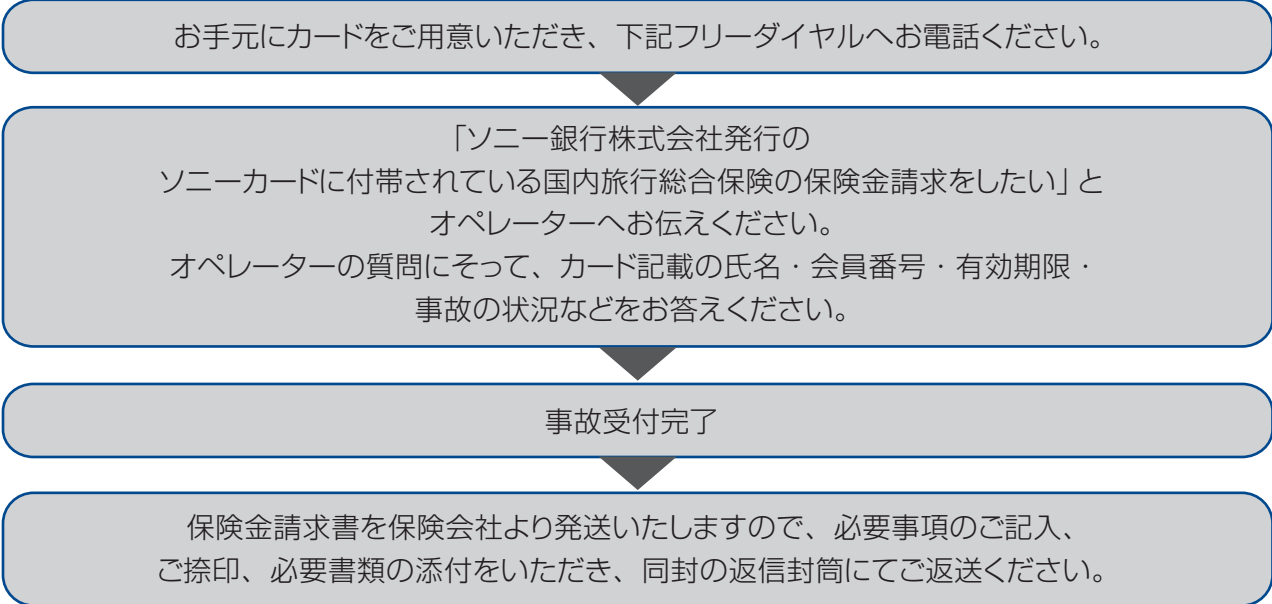 お手元にカードをご用意いただき、下記フリーダイヤルへお電話ください。
「ソニー銀行株式会社発行の
ソニーカードに付帯されている国内旅行総合保険の保険金請求をしたい」と
オペレーターへお伝えください。
オペレーターの質問にそって、カード記載の氏名・会員番号・有効期限・
事故の状況などをお答えください。
事故受付完了
保険金請求書を保険会社より発送いたしますので、必要事項のご記入、
ご捺印、必要書類の添付をいただき、同封の返信封筒にてご返送ください。